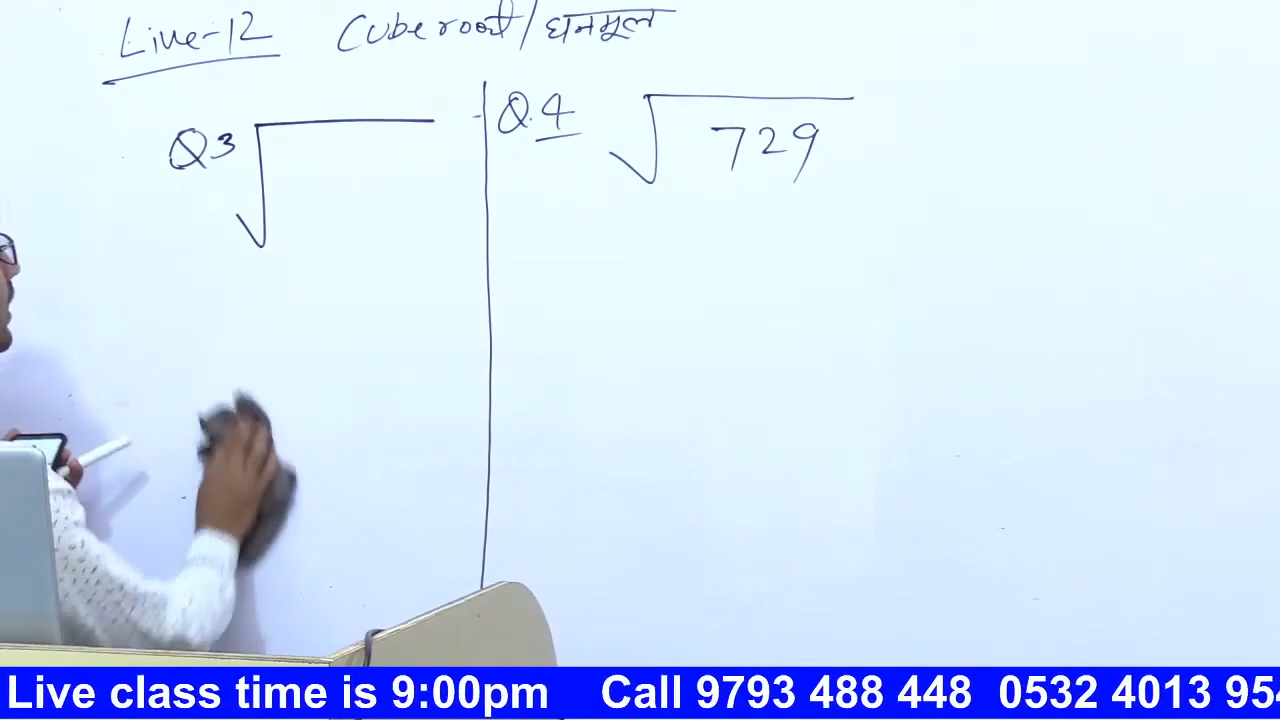 Live-12 Cube root/घनमूल
Q3 √
Q.4 √729
Live class time is 9:00pm Call 9793 488 448 0532 4013 954